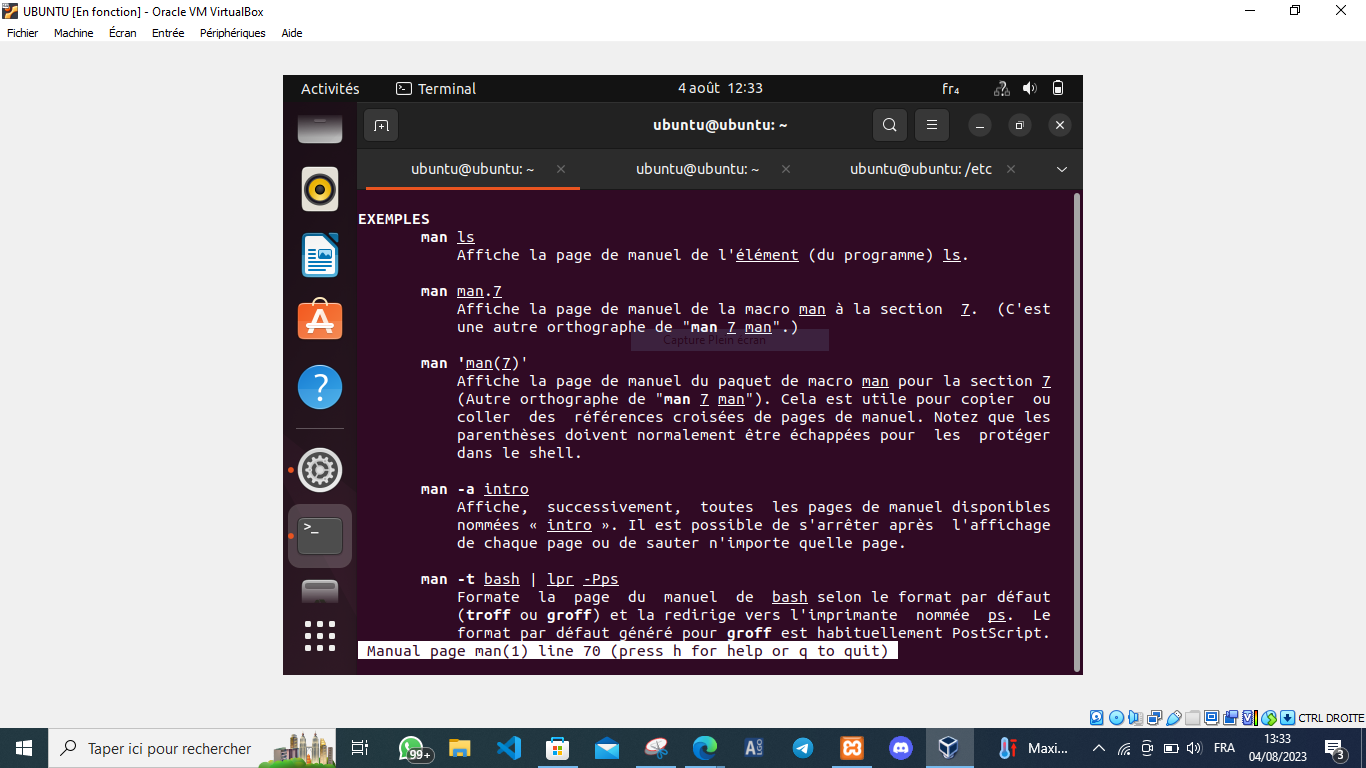 UBUNTU [En fonction] - Oracle VM VirtualBox
Fichier Machine Écran Entrée Périphériques Aide
Activités Terminal 4 août 12:33 fr₄
ubuntu@ubuntu: ~
ubuntu@ubuntu: ~ ubuntu@ubuntu: ~ ubuntu@ubuntu: /etc
EXEMPLES
man ls
Affiche la page de manuel de l'élément (du programme) ls.
man man.7
Affiche la page de manuel de la macro man à la section 7. (C'est
une autre orthographe de "man 7 man".)
Capture Plein écran
man 'man(7)'
Affiche la page de manuel du paquet de macro man pour la section 7
(Autre orthographe de "man 7 man"). Cela est utile pour copier ou
coller des références croisées de pages de manuel. Notez que les
parenthèses doivent normalement être échappées pour les protéger
dans le shell.
man -a intro
Affiche, successivement, toutes les pages de manuel disponibles
nommées « intro ». Il est possible de s'arrêter après l'affichage
de chaque page ou de sauter n'importe quelle page.
man -t bash | lpr -Pps
Formate la page du manuel de bash selon le format par défaut
(troff ou groff) et la redirige vers l'imprimante nommée ps. Le
format par défaut généré pour groff est habituellement PostScript.
Manual page man(1) line 70 (press h for help or q to quit)
CTRL DROITE
Taper ici pour rechercher 99+ Maxi... FRA 13:33
04/08/2023 3